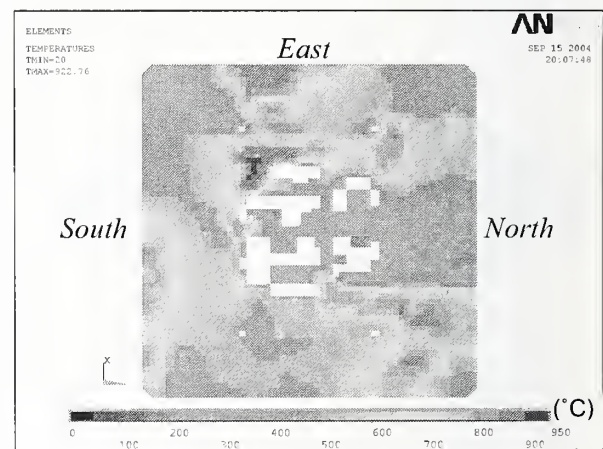 ELEMENTS
TEMPERATURES
TMIN=20
TMAX=922.76
AN
SEP 15 2004
20:07:48
East
South
North
X
(°C)
0 200 400 600 800 950
100 300 500 700 900